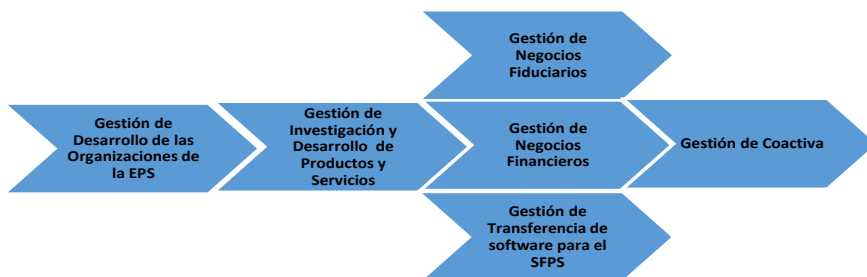 Gestión de
Desarrollo de las
Organizaciones de
la EPS
Gestión de
Investigación y
Desarrollo de
Productos y
Servicios
Gestión de
Negocios
Fiduciarios
Gestión de
Negocios
Financieros
Gestión de
Transferencia de
software para el
SFPS
Gestión de Coactiva